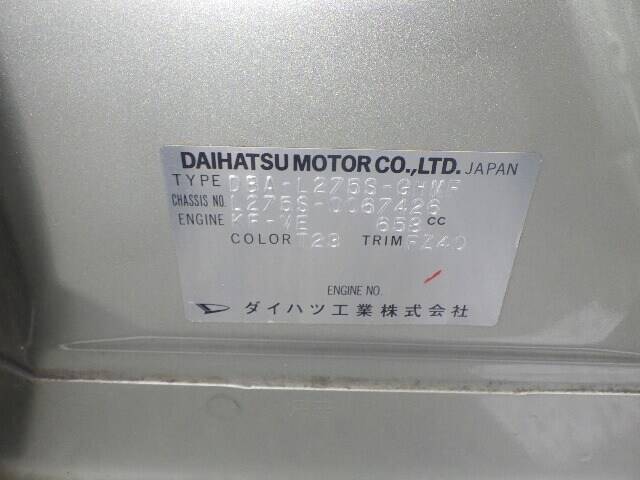 DAIHATSU MOTOR CO., LTD. JAPAN
TYPE DBA-L275S-GHMF
CHASSIS NO. L275S-0067426
ENGINE KF-VE 658 CC
COLOR T23 TRIM FZ40
ENGINE NO.
ダイハツ工業株式会社